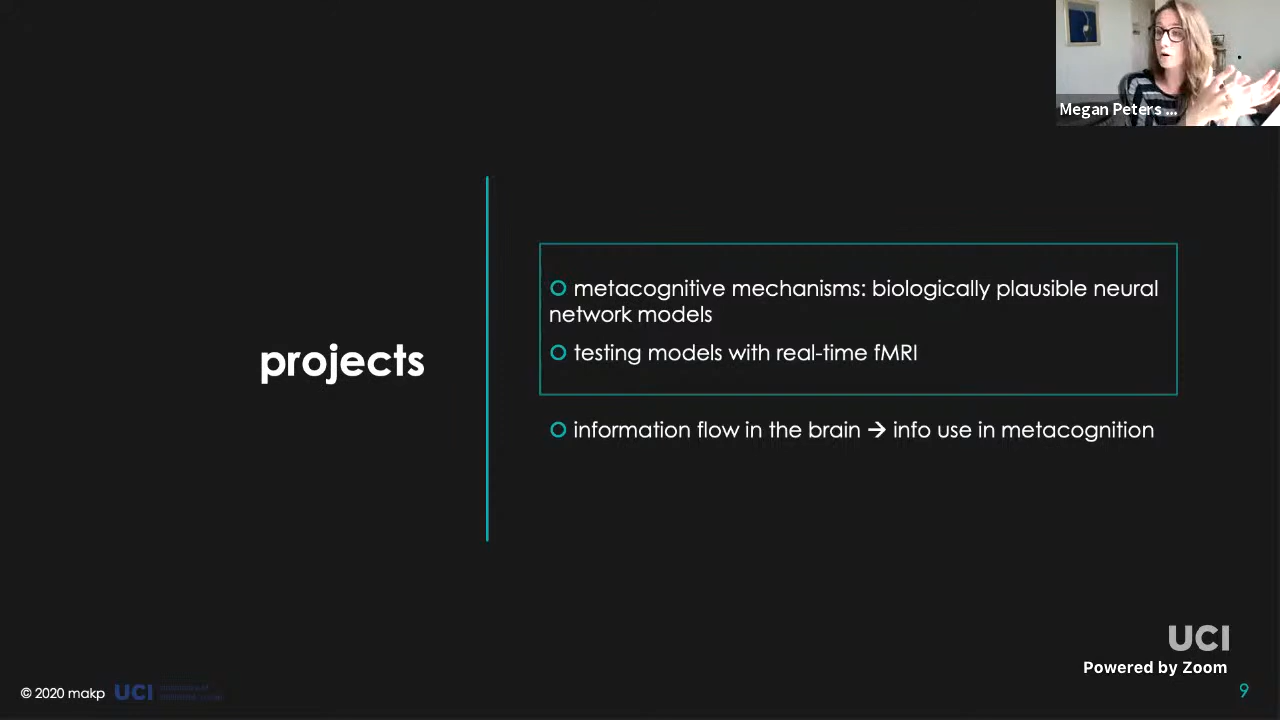 Megan Peters ...
projects
metacognitive mechanisms: biologically plausible neural
network models
testing models with real-time fMRI
information flow in the brain → info use in metacognition
UCI
Powered by Zoom
© 2020 makp UCI
9